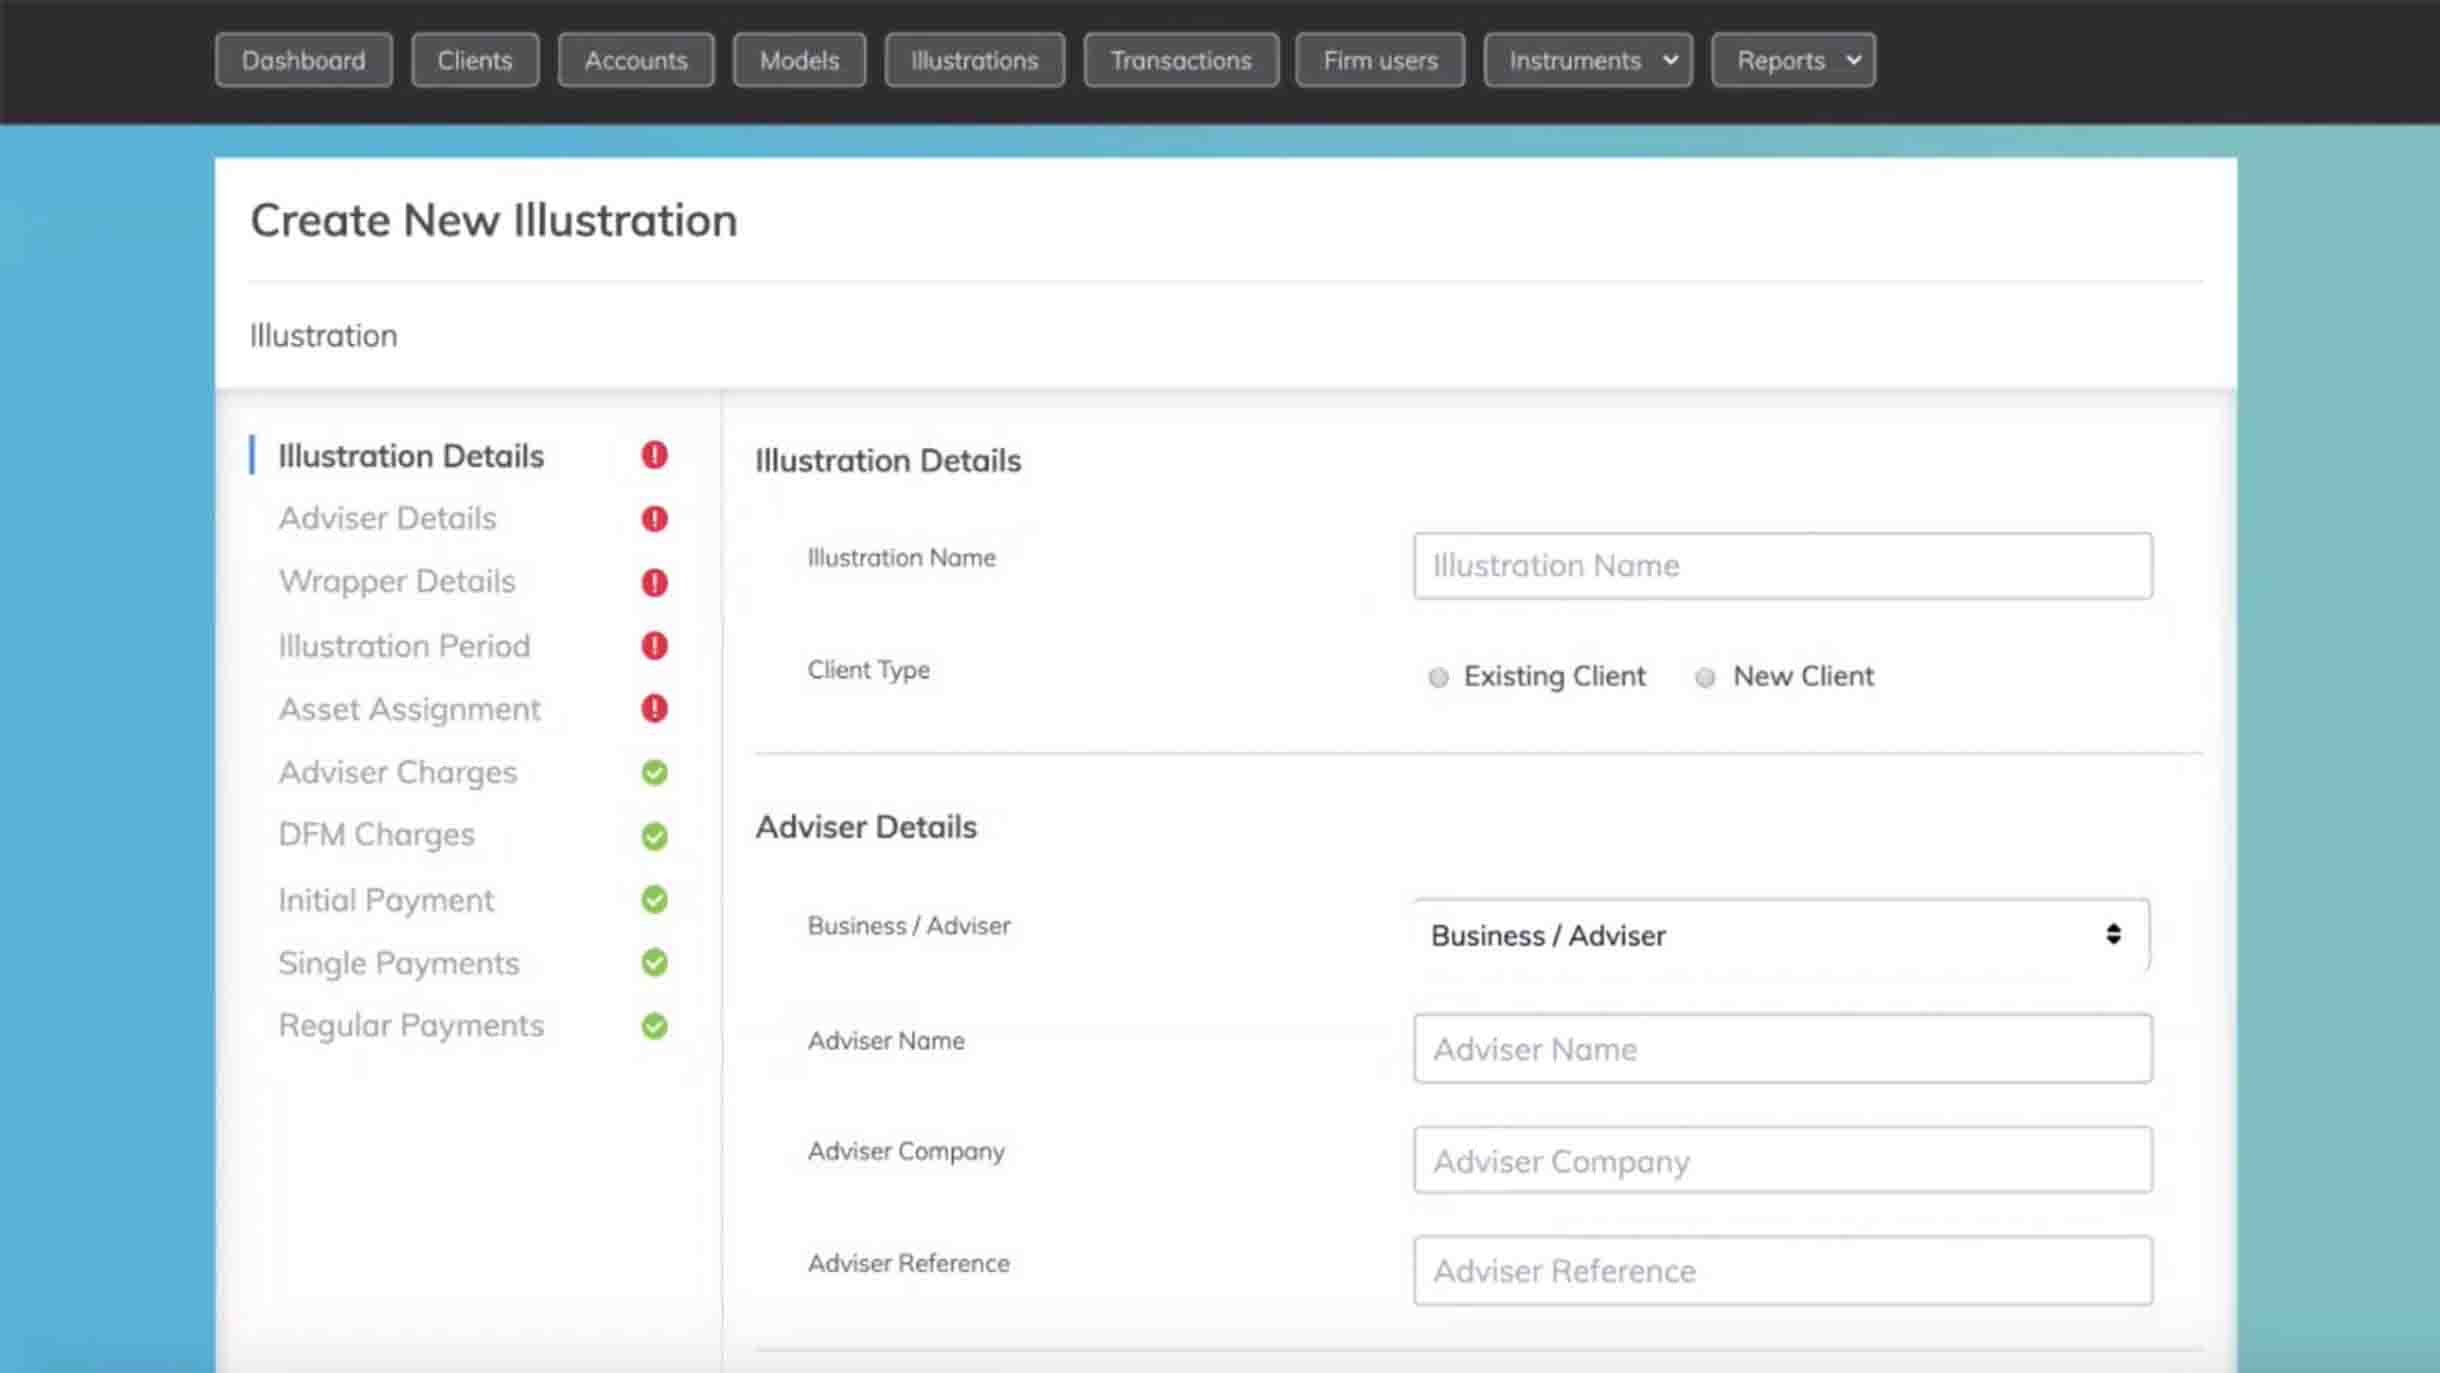 Dashboard Clients Accounts Models Illustrations Transactions Firm users Instruments Reports
Create New Illustration
Illustration
Illustration Details
Adviser Details
Wrapper Details
Illustration Period
Asset Assignment
Adviser Charges
DFM Charges
Initial Payment
Single Payments
Regular Payments
Illustration Details
Illustration Name Illustration Name
Client Type Existing Client New Client
Adviser Details
Business / Adviser Business / Adviser
Adviser Name Adviser Name
Adviser Company Adviser Company
Adviser Reference Adviser Reference